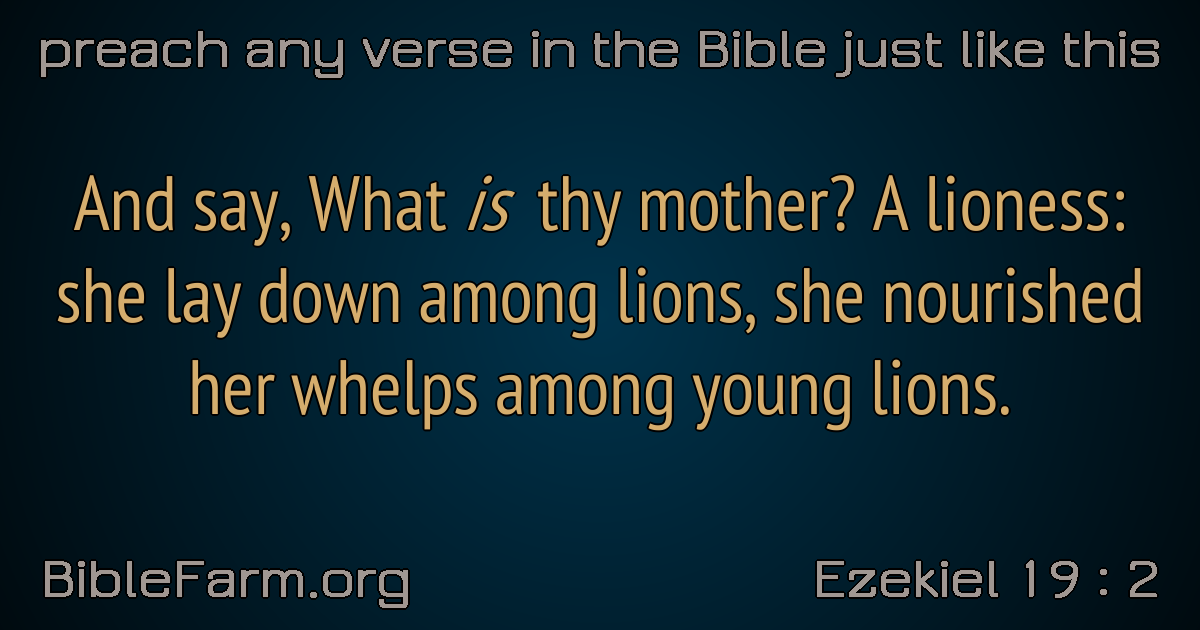 preach any verse in the Bible just like this
And say, What is thy mother? A lioness:
she lay down among lions, she nourished
her whelps among young lions.
BibleFarm.org
Ezekiel 19 : 2